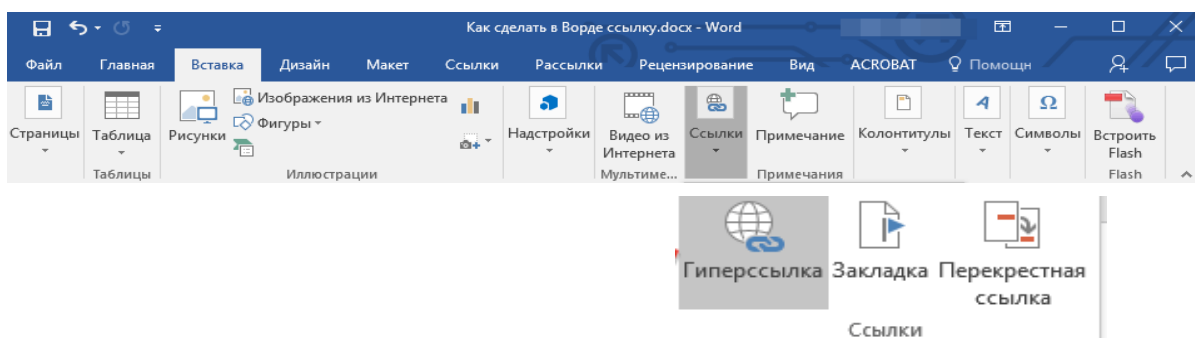 Как сделать в Ворде ссылку.docx - Word
Файл Главная Вставка Дизайн Макет Ссылки Рассылки Рецензирование Вид ACROBAT Помощн
Страницы Таблица Рисунки Изображения из Интернета Фигуры Надстройки Видео из Интернета Ссылки Примечание Колонтитулы Текст Символы Встроить Flash
Таблицы Иллюстрации Мультиме... Примечания Flash
Гиперссылка Закладка Перекрестная
ссылка
Ссылки